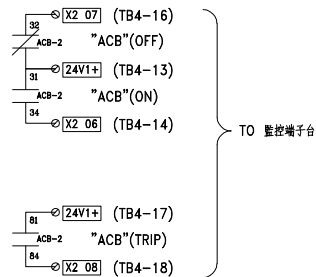 X2 07 (TB4-16)
32
ACB-2 "ACB"(OFF)
24V1+ (TB4-13)
31
ACB-2 "ACB"(ON)
34
X2 06 (TB4-14)
TO 監控端子台
24V1+ (TB4-17)
81
ACB-2 "ACB"(TRIP)
84
X2 08 (TB4-18)